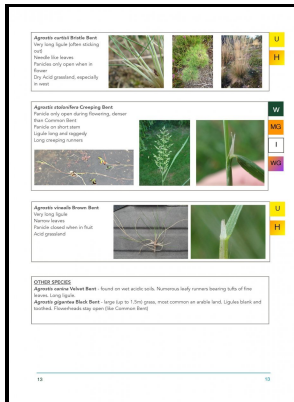 Agrostis curtisii Bristle Bent
Very long ligule (often sticking
out)
Needle like leaves
Panicles only open when in
flower
Dry Acid grassland, especially
in west
U
H
Agrostis stolonifera Creeping Bent
Panicle only open during flowering, denser
than Common Bent
Panicle on short stem
Ligule long and raggedy
Long creeping runners
W
MG
I
WG
Agrostis vinealis Brown Bent
Very long ligule
Narrow leaves
Panicle closed when in fruit
Acid grassland
U
H
OTHER SPECIES
Agrostis canina Velvet Bent - found on wet acidic soils. Numerous leafy runners bearing tufts of fine
leaves. Long ligule.
Agrostis gigantea Black Bent - large (up to 1.5m) grass, most common on arable land. Ligules blunt and
toothed. Flowerheads stay open (like Common Bent)
13
13